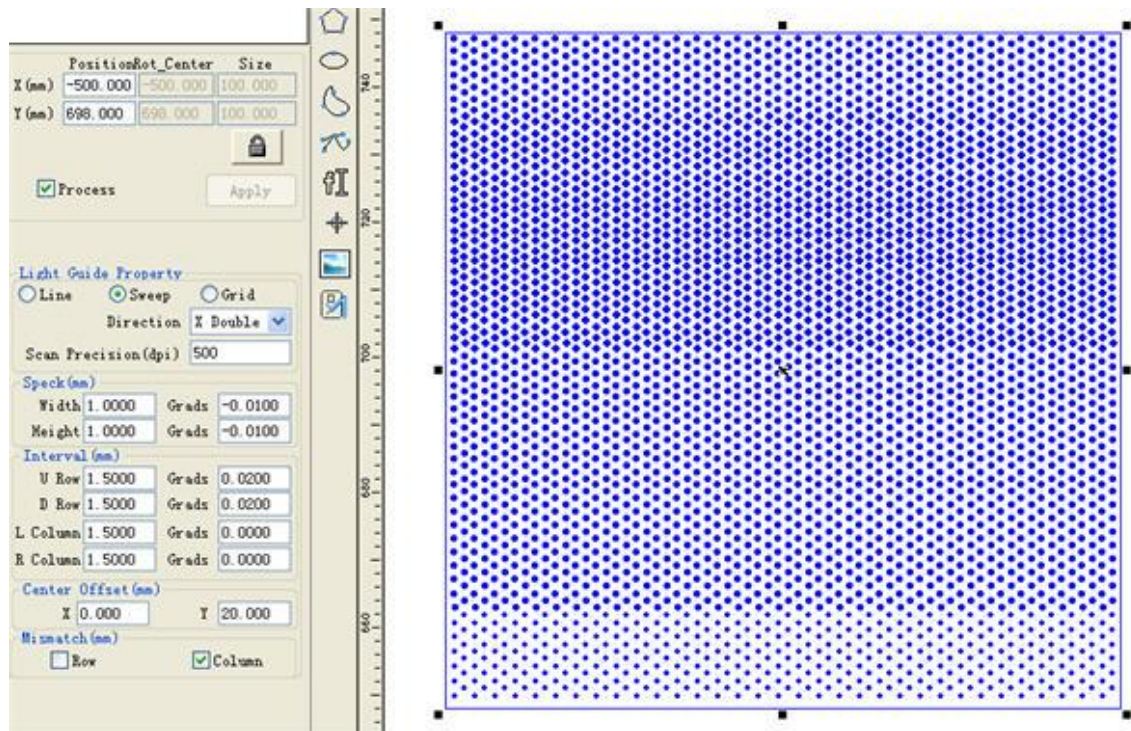 Position Rot_Center Size
X(mm) -500.000 -500.000 100.000
Y(mm) 698.000 698.000 100.000
Process Apply
Light Guide Property
Line Sweep Grid
Direction X Double
Scan Precision(dpi) 500
Speck(mm)
Width 1.0000 Grads -0.0100
Height 1.0000 Grads -0.0100
Interval(mm)
U Row 1.5000 Grads 0.0200
D Row 1.5000 Grads 0.0200
L Column 1.5000 Grads 0.0000
R Column 1.5000 Grads 0.0000
Center Offset(mm)
X 0.000 Y 20.000
Mismatch(mm)
Row Column
740
720
700
680
660